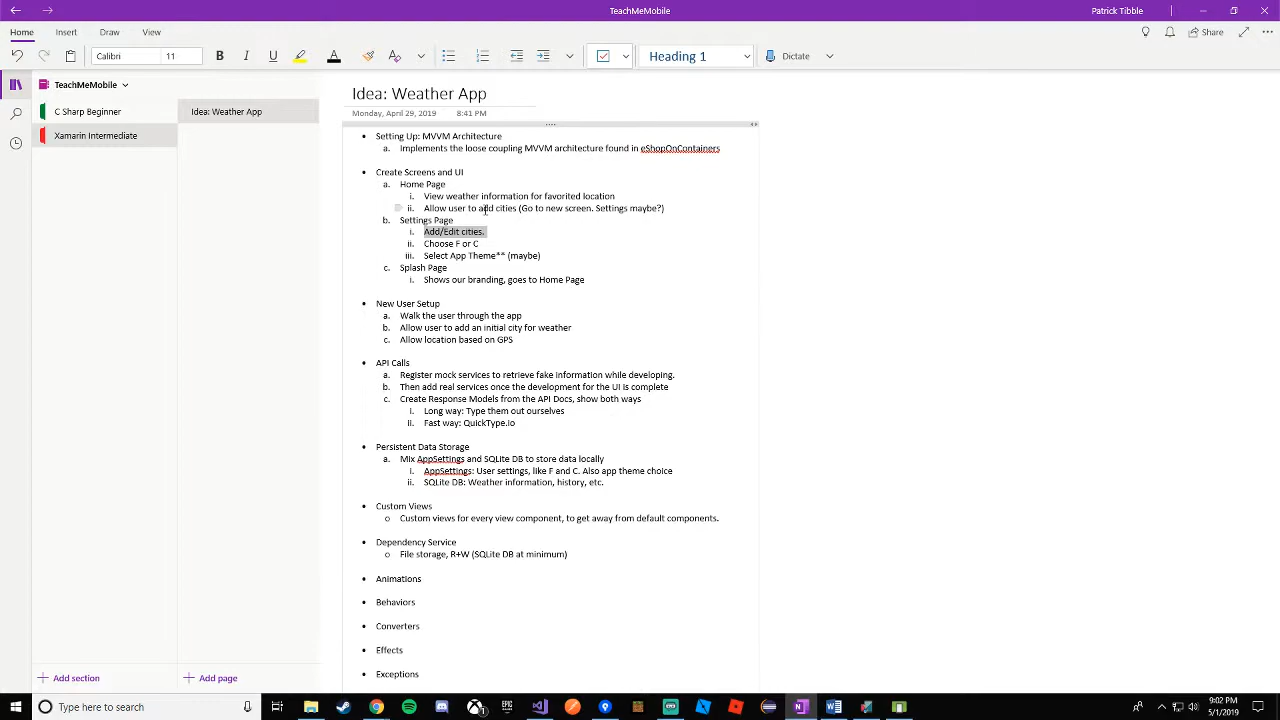 TeachMeMobile
Patrick Tibble
Home
Insert
Draw
View
Share
Calibri
11
B
I
U
A
Heading 1
Dictate
TeachMeMobile
C Sharp Beginner
Xamarin Intermediate
Idea: Weather App
Idea: Weather App
Monday, April 29, 2019
8:41 PM
• Setting Up: MVVM Architecture
a. Implements the loose coupling MVVM architecture found in eShopOnContainers
• Create Screens and UI
a. Home Page
i. View weather information for favorited location
ii. Allow user to add cities (Go to new screen. Settings maybe?)
b. Settings Page
i. Add/Edit cities.
ii. Choose F or C
iii. Select App Theme** (maybe)
c. Splash Page
i. Shows our branding, goes to Home Page
• New User Setup
a. Walk the user through the app
b. Allow user to add an initial city for weather
c. Allow location based on GPS
• API Calls
a. Register mock services to retrieve fake information while developing.
b. Then add real services once the development for the UI is complete
c. Create Response Models from the API Docs, show both ways
i. Long way: Type them out ourselves
ii. Fast way: QuickType.io
• Persistent Data Storage
a. Mix AppSettings and SQLite DB to store data locally
i. AppSettings: User settings, like F and C. Also app theme choice
ii. SQLite DB: Weather information, history, etc.
• Custom Views
o Custom views for every view component, to get away from default components.
• Dependency Service
o File storage, R+W (SQLite DB at minimum)
• Animations
• Behaviors
• Converters
• Effects
• Exceptions
Add section
Add page
Type here to search
9:02 PM
5/1/2019